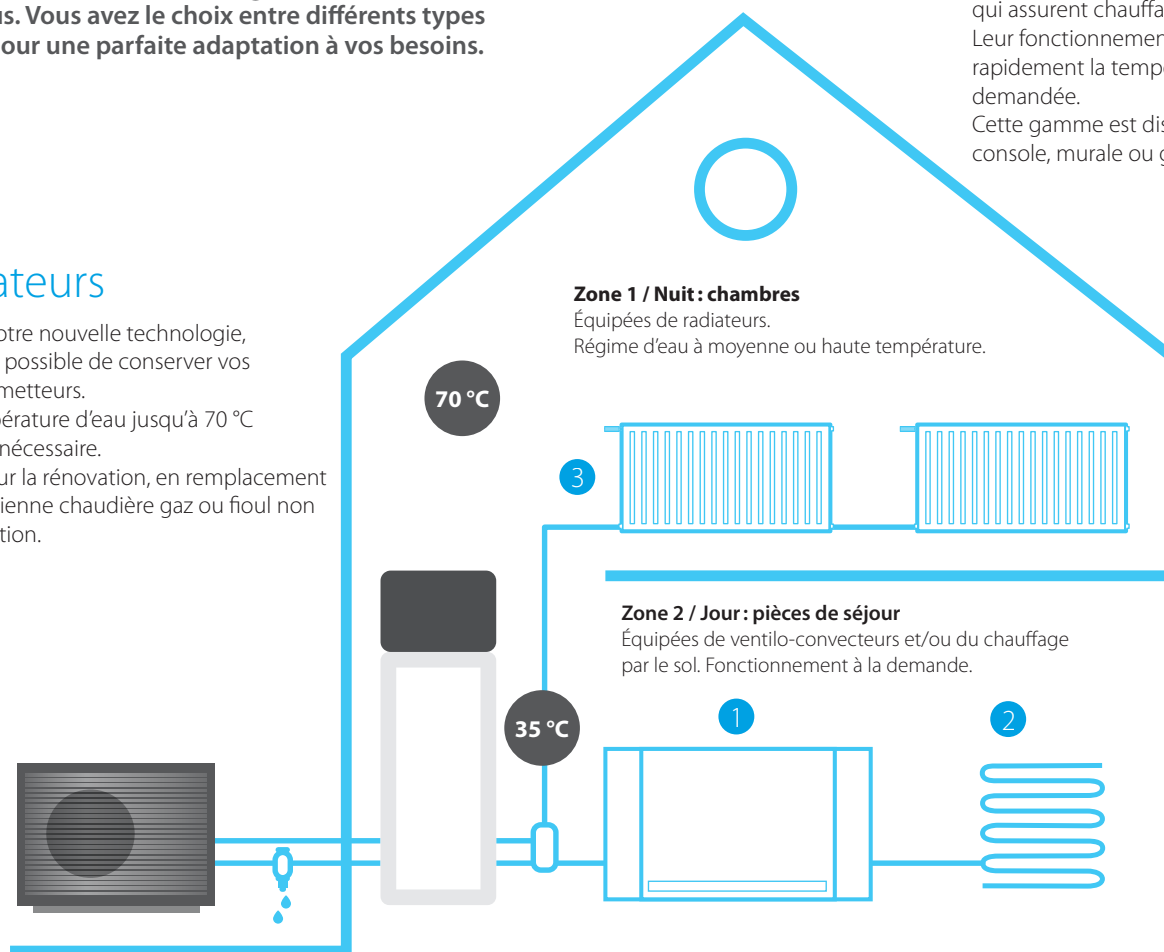 us. Vous avez le choix entre différents types
our une parfaite adaptation à vos besoins.
qui assurent chauffa
Leur fonctionnemen
rapidement la temp
demandée.
Cette gamme est dis
console, murale ou g
ateurs
otre nouvelle technologie,
possible de conserver vos
metteurs.
pérature d'eau jusqu'à 70 °C
nécessaire.
ur la rénovation, en remplacement
ienne chaudière gaz ou fioul non
tion.
Zone 1 / Nuit : chambres
Équipées de radiateurs.
Régime d'eau à moyenne ou haute température.
70 °C
3
Zone 2 / Jour : pièces de séjour
Équipées de ventilo-convecteurs et/ou du chauffage
par le sol. Fonctionnement à la demande.
35 °C
1
2